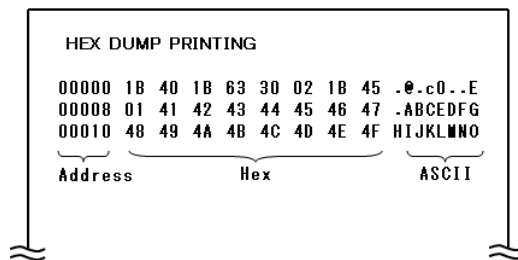 HEX DUMP PRINTING
00000 1B 40 1B 63 30 02 1B 45 .@.c0..E
00008 01 41 42 43 44 45 46 47 .ABCEDFG
00010 48 49 4A 4B 4C 4D 4E 4F HIJKLMNO
Address Hex ASCII